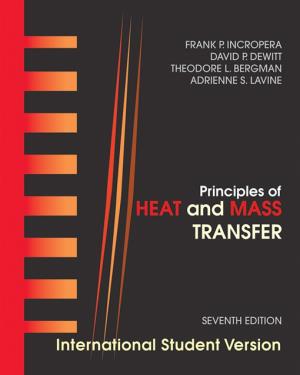 FRANK P. INCROPERA
DAVID P. DEWITT
THEODORE L. BERGMAN
ADRIENNE S. LAVINE
Principles of
HEAT and MASS
TRANSFER
SEVENTH EDITION
International Student Version